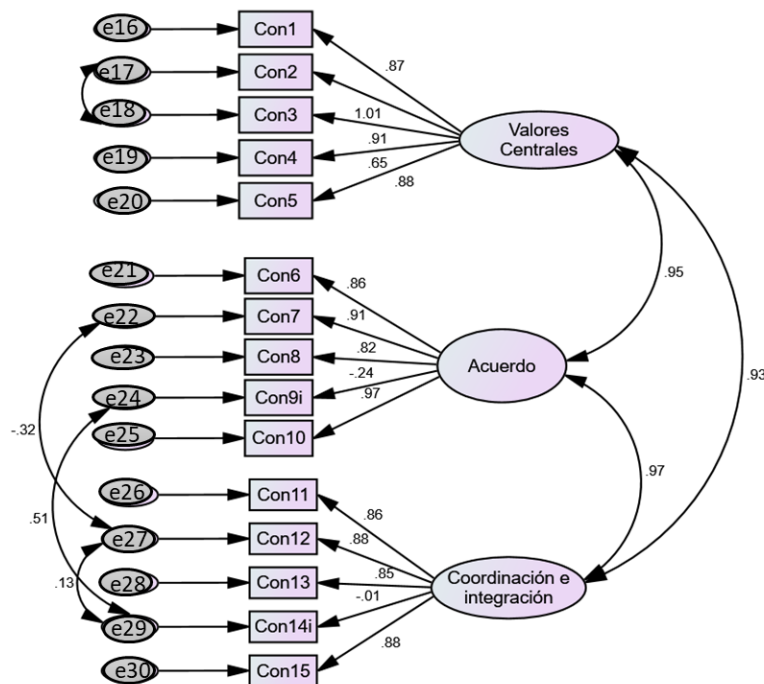 e16
Con1
.87
e17
Con2
e18
Con3
1.01
Valores
Centrales
e19
Con4
.91
.65
e20
Con5
.88
e21
Con6
.86
.95
e22
Con7
.91
e23
Con8
.82
Acuerdo
.93
e24
Con9i
-.24
.97
e25
Con10
-.32
.97
e26
Con11
.86
.51
e27
Con12
.88
e28
Con13
.85
Coordinación e
integración
.13
e29
Con14i
-.01
e30
Con15
.88